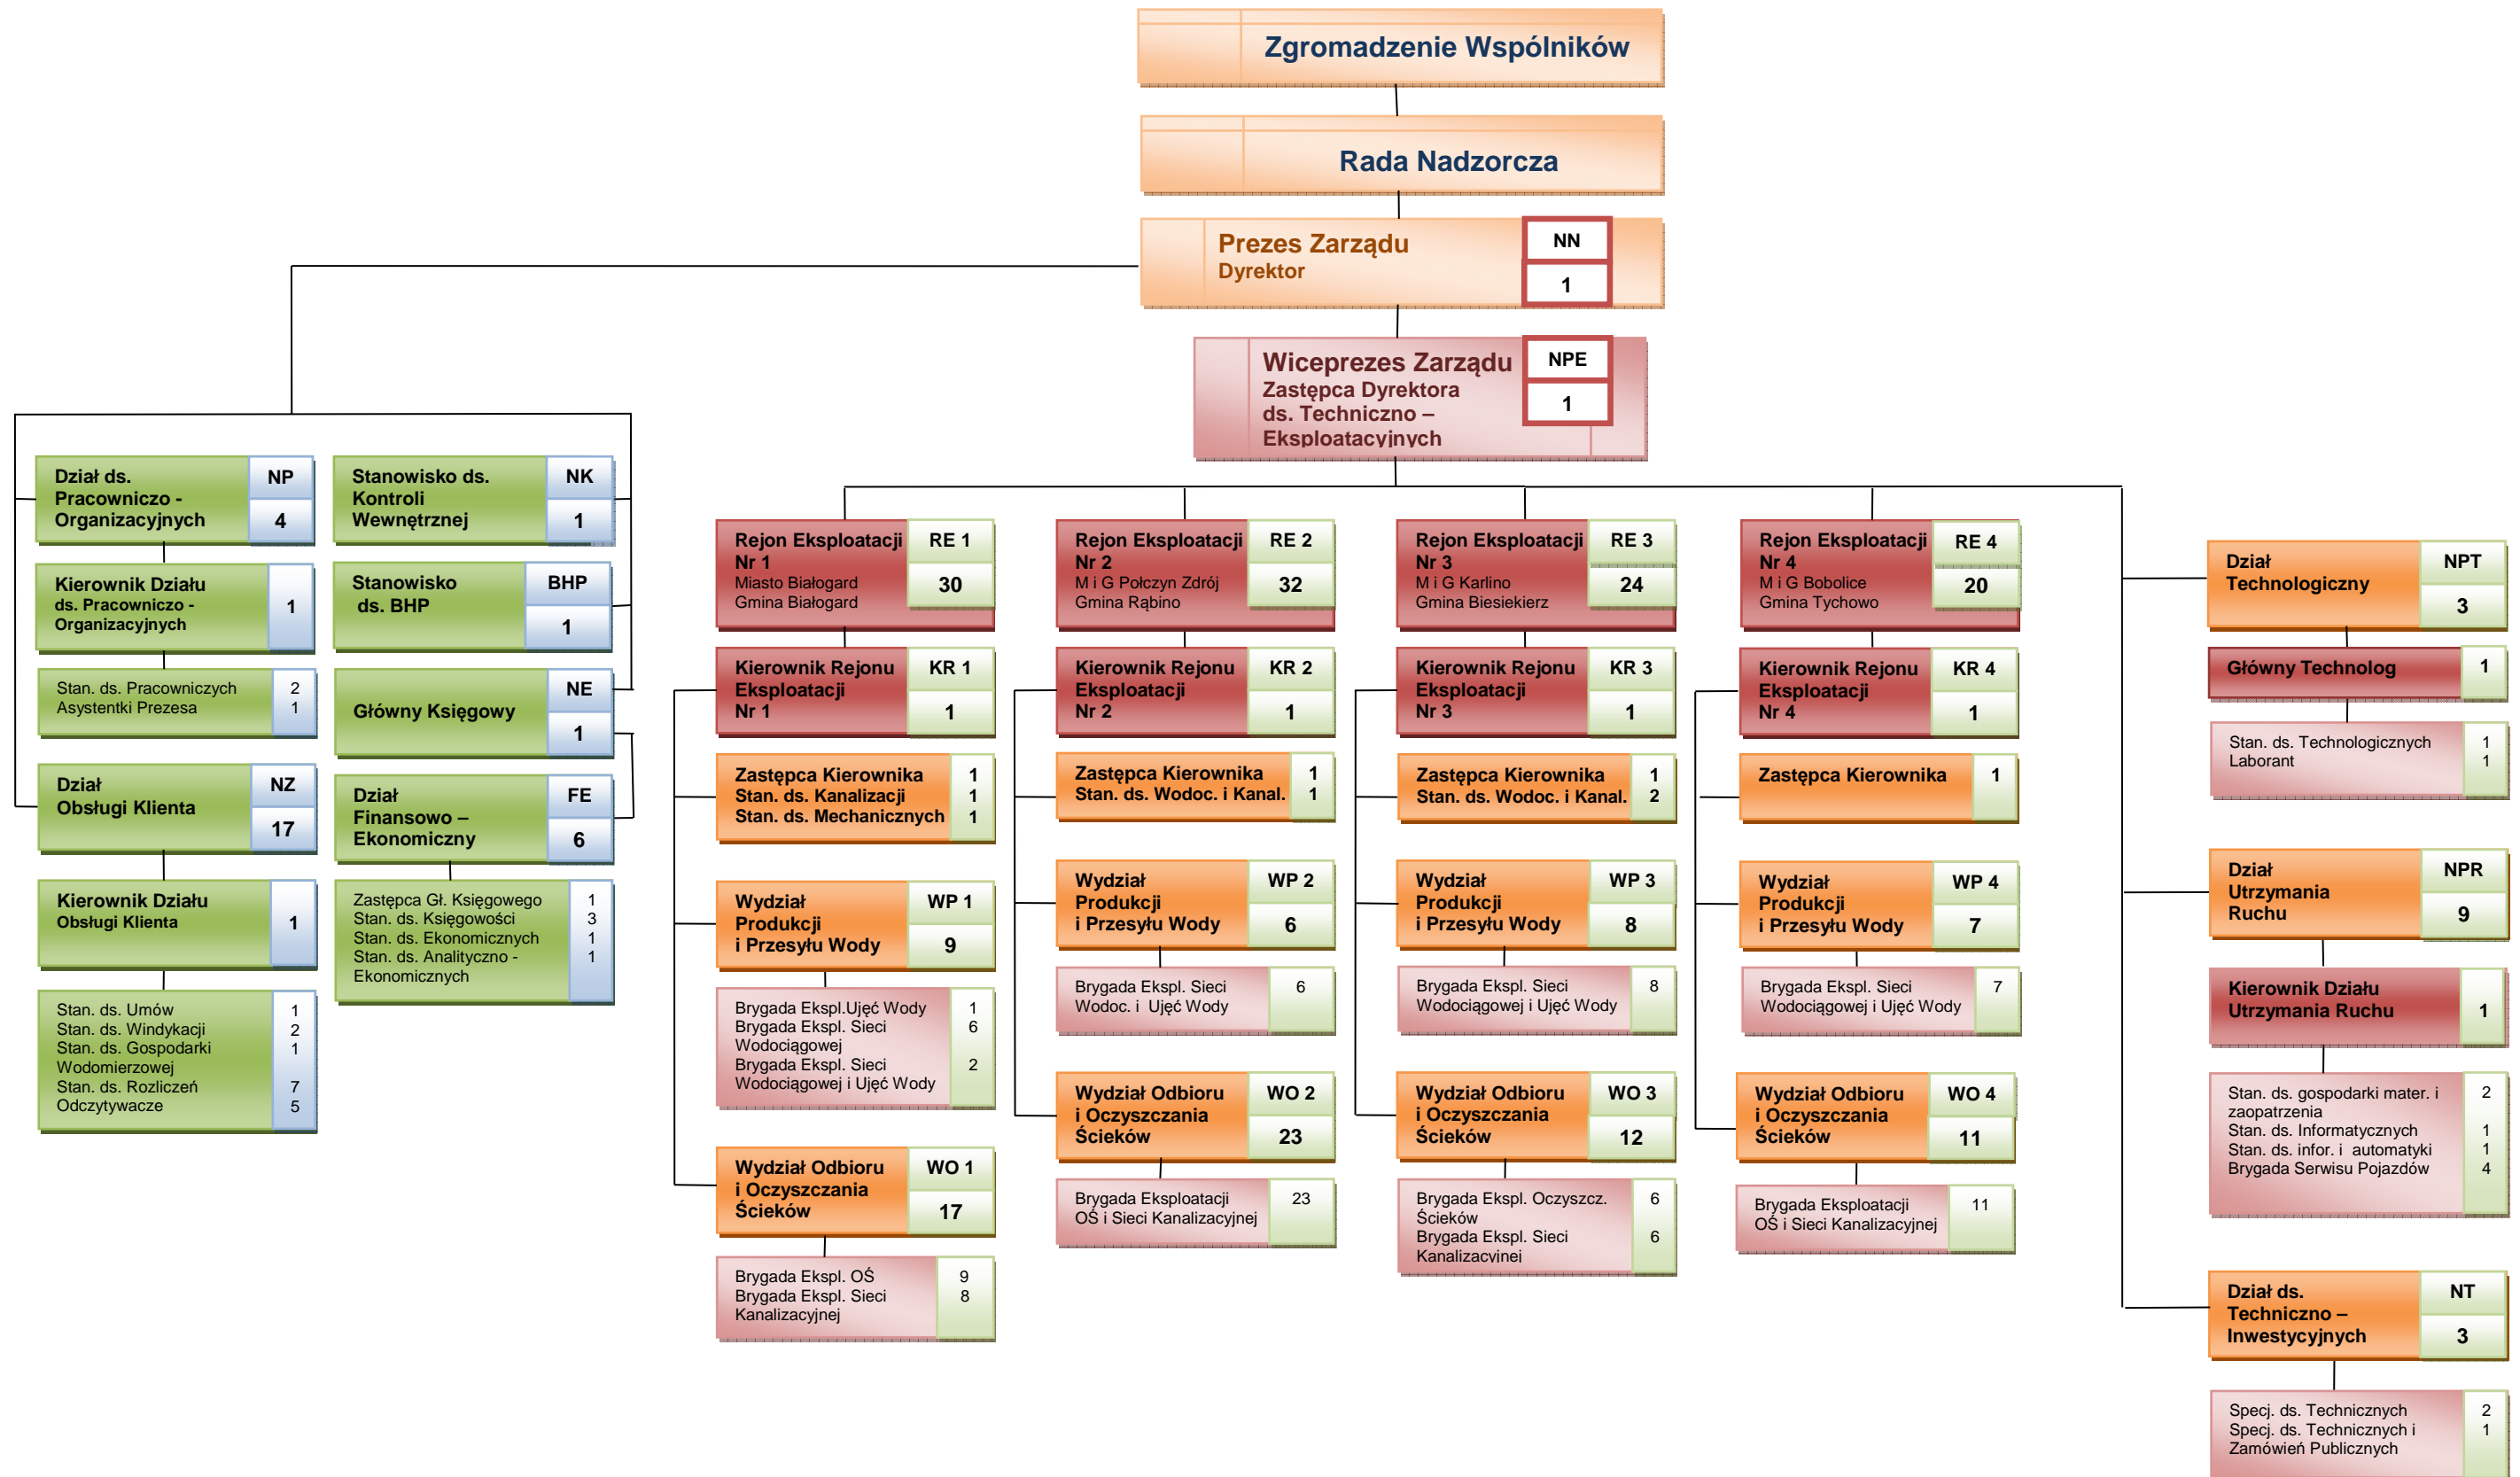 Zgromadzenie Wspólników
Rada Nadzorcza
Prezes Zarządu
Dyrektor
NN
1
Wiceprezes Zarządu
Zastępca Dyrektora
ds. Techniczno –
Eksploatacyjnych
NPE
1
Dział ds.
Pracowniczo -
Organizacyjnych
NP
4
Kierownik Działu
ds. Pracowniczo -
Organizacyjnych
1
Stan. ds. Pracowniczych 2
Asystentki Prezesa 1
Dział
Obsługi Klienta
NZ
17
Kierownik Działu
Obsługi Klienta
1
Stan. ds. Umów 1
Stan. ds. Windykacji 2
Stan. ds. Gospodarki 1
Wodomierzowej
Stan. ds. Rozliczeń 7
Odczytywacze 5
Stanowisko ds.
Kontroli
Wewnętrznej
NK
1
Stanowisko
ds. BHP
BHP
1
Główny Księgowy
NE
1
Dział
Finansowo –
Ekonomiczny
FE
6
Zastępca Gł. Księgowego 1
Stan. ds. Księgowości 3
Stan. ds. Ekonomicznych 1
Stan. ds. Analityczno - 1
Ekonomicznych
Rejon Eksploatacji
Nr 1
Miasto Białogard
Gmina Białogard
RE 1
30
Kierownik Rejonu
Eksploatacji
Nr 1
KR 1
1
Zastępca Kierownika 1
Stan. ds. Kanalizacji 1
Stan. ds. Mechanicznych 1
Wydział
Produkcji
i Przesyłu Wody
WP 1
9
Brygada Ekspl.Ujęć Wody 1
Brygada Ekspl. Sieci 6
Wodociągowej
Brygada Ekspl. Sieci 2
Wodociągowej i Ujęć Wody
Wydział Odbioru
i Oczyszczania
Ścieków
WO 1
17
Brygada Ekspl. OŚ 9
Brygada Ekspl. Sieci 8
Kanalizacyjnej
Rejon Eksploatacji
Nr 2
M i G Połczyn Zdrój
Gmina Rąbino
RE 2
32
Kierownik Rejonu
Eksploatacji
Nr 2
KR 2
1
Zastępca Kierownika 1
Stan. ds. Wodoc. i Kanal. 1
Wydział
Produkcji
i Przesyłu Wody
WP 2
6
Brygada Ekspl. Sieci 6
Wodoc. i Ujęć Wody
Wydział Odbioru
i Oczyszczania
Ścieków
WO 2
23
Brygada Eksploatacji 23
OŚ i Sieci Kanalizacyjnej
Rejon Eksploatacji
Nr 3
M i G Karlino
Gmina Biesiekierz
RE 3
24
Kierownik Rejonu
Eksploatacji
Nr 3
KR 3
1
Zastępca Kierownika 1
Stan. ds. Wodoc. i Kanal. 2
Wydział
Produkcji
i Przesyłu Wody
WP 3
8
Brygada Ekspl. Sieci 8
Wodociągowej i Ujęć Wody
Wydział Odbioru
i Oczyszczania
Ścieków
WO 3
12
Brygada Ekspl. Oczyszcz. 6
Ścieków
Brygada Ekspl. Sieci 6
Kanalizacyjnej
Rejon Eksploatacji
Nr 4
M i G Bobolice
Gmina Tychowo
RE 4
20
Kierownik Rejonu
Eksploatacji
Nr 4
KR 4
1
Zastępca Kierownika 1
Wydział
Produkcji
i Przesyłu Wody
WP 4
7
Brygada Ekspl. Sieci 7
Wodociągowej i Ujęć Wody
Wydział Odbioru
i Oczyszczania
Ścieków
WO 4
11
Brygada Eksploatacji 11
OŚ i Sieci Kanalizacyjnej
Dział
Technologiczny
NPT
3
Główny Technolog 1
Stan. ds. Technologicznych 1
Laborant 1
Dział
Utrzymania
Ruchu
NPR
9
Kierownik Działu
Utrzymania Ruchu
1
Stan. ds. gospodarki mater. i 2
zaopatrzenia
Stan. ds. Informatycznych 1
Stan. ds. infor. i automatyki 1
Brygada Serwisu Pojazdów 4
Dział ds.
Techniczno –
Inwestycyjnych
NT
3
Specj. ds. Technicznych 2
Specj. ds. Technicznych i 1
Zamówień Publicznych